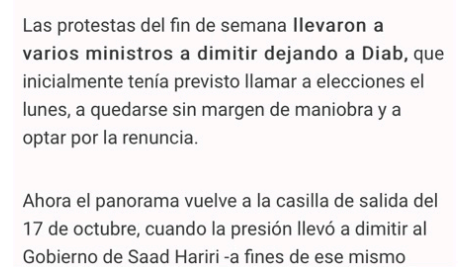 Las protestas del fin de semana llevaron a
varios ministros a dimitir dejando a Diab, que
inicialmente tenía previsto llamar a elecciones el
lunes, a quedarse sin margen de maniobra y a
optar por la renuncia.
Ahora el panorama vuelve a la casilla de salida del
17 de octubre, cuando la presión llevó a dimitir al
Gobierno de Saad Hariri -a fines de ese mismo